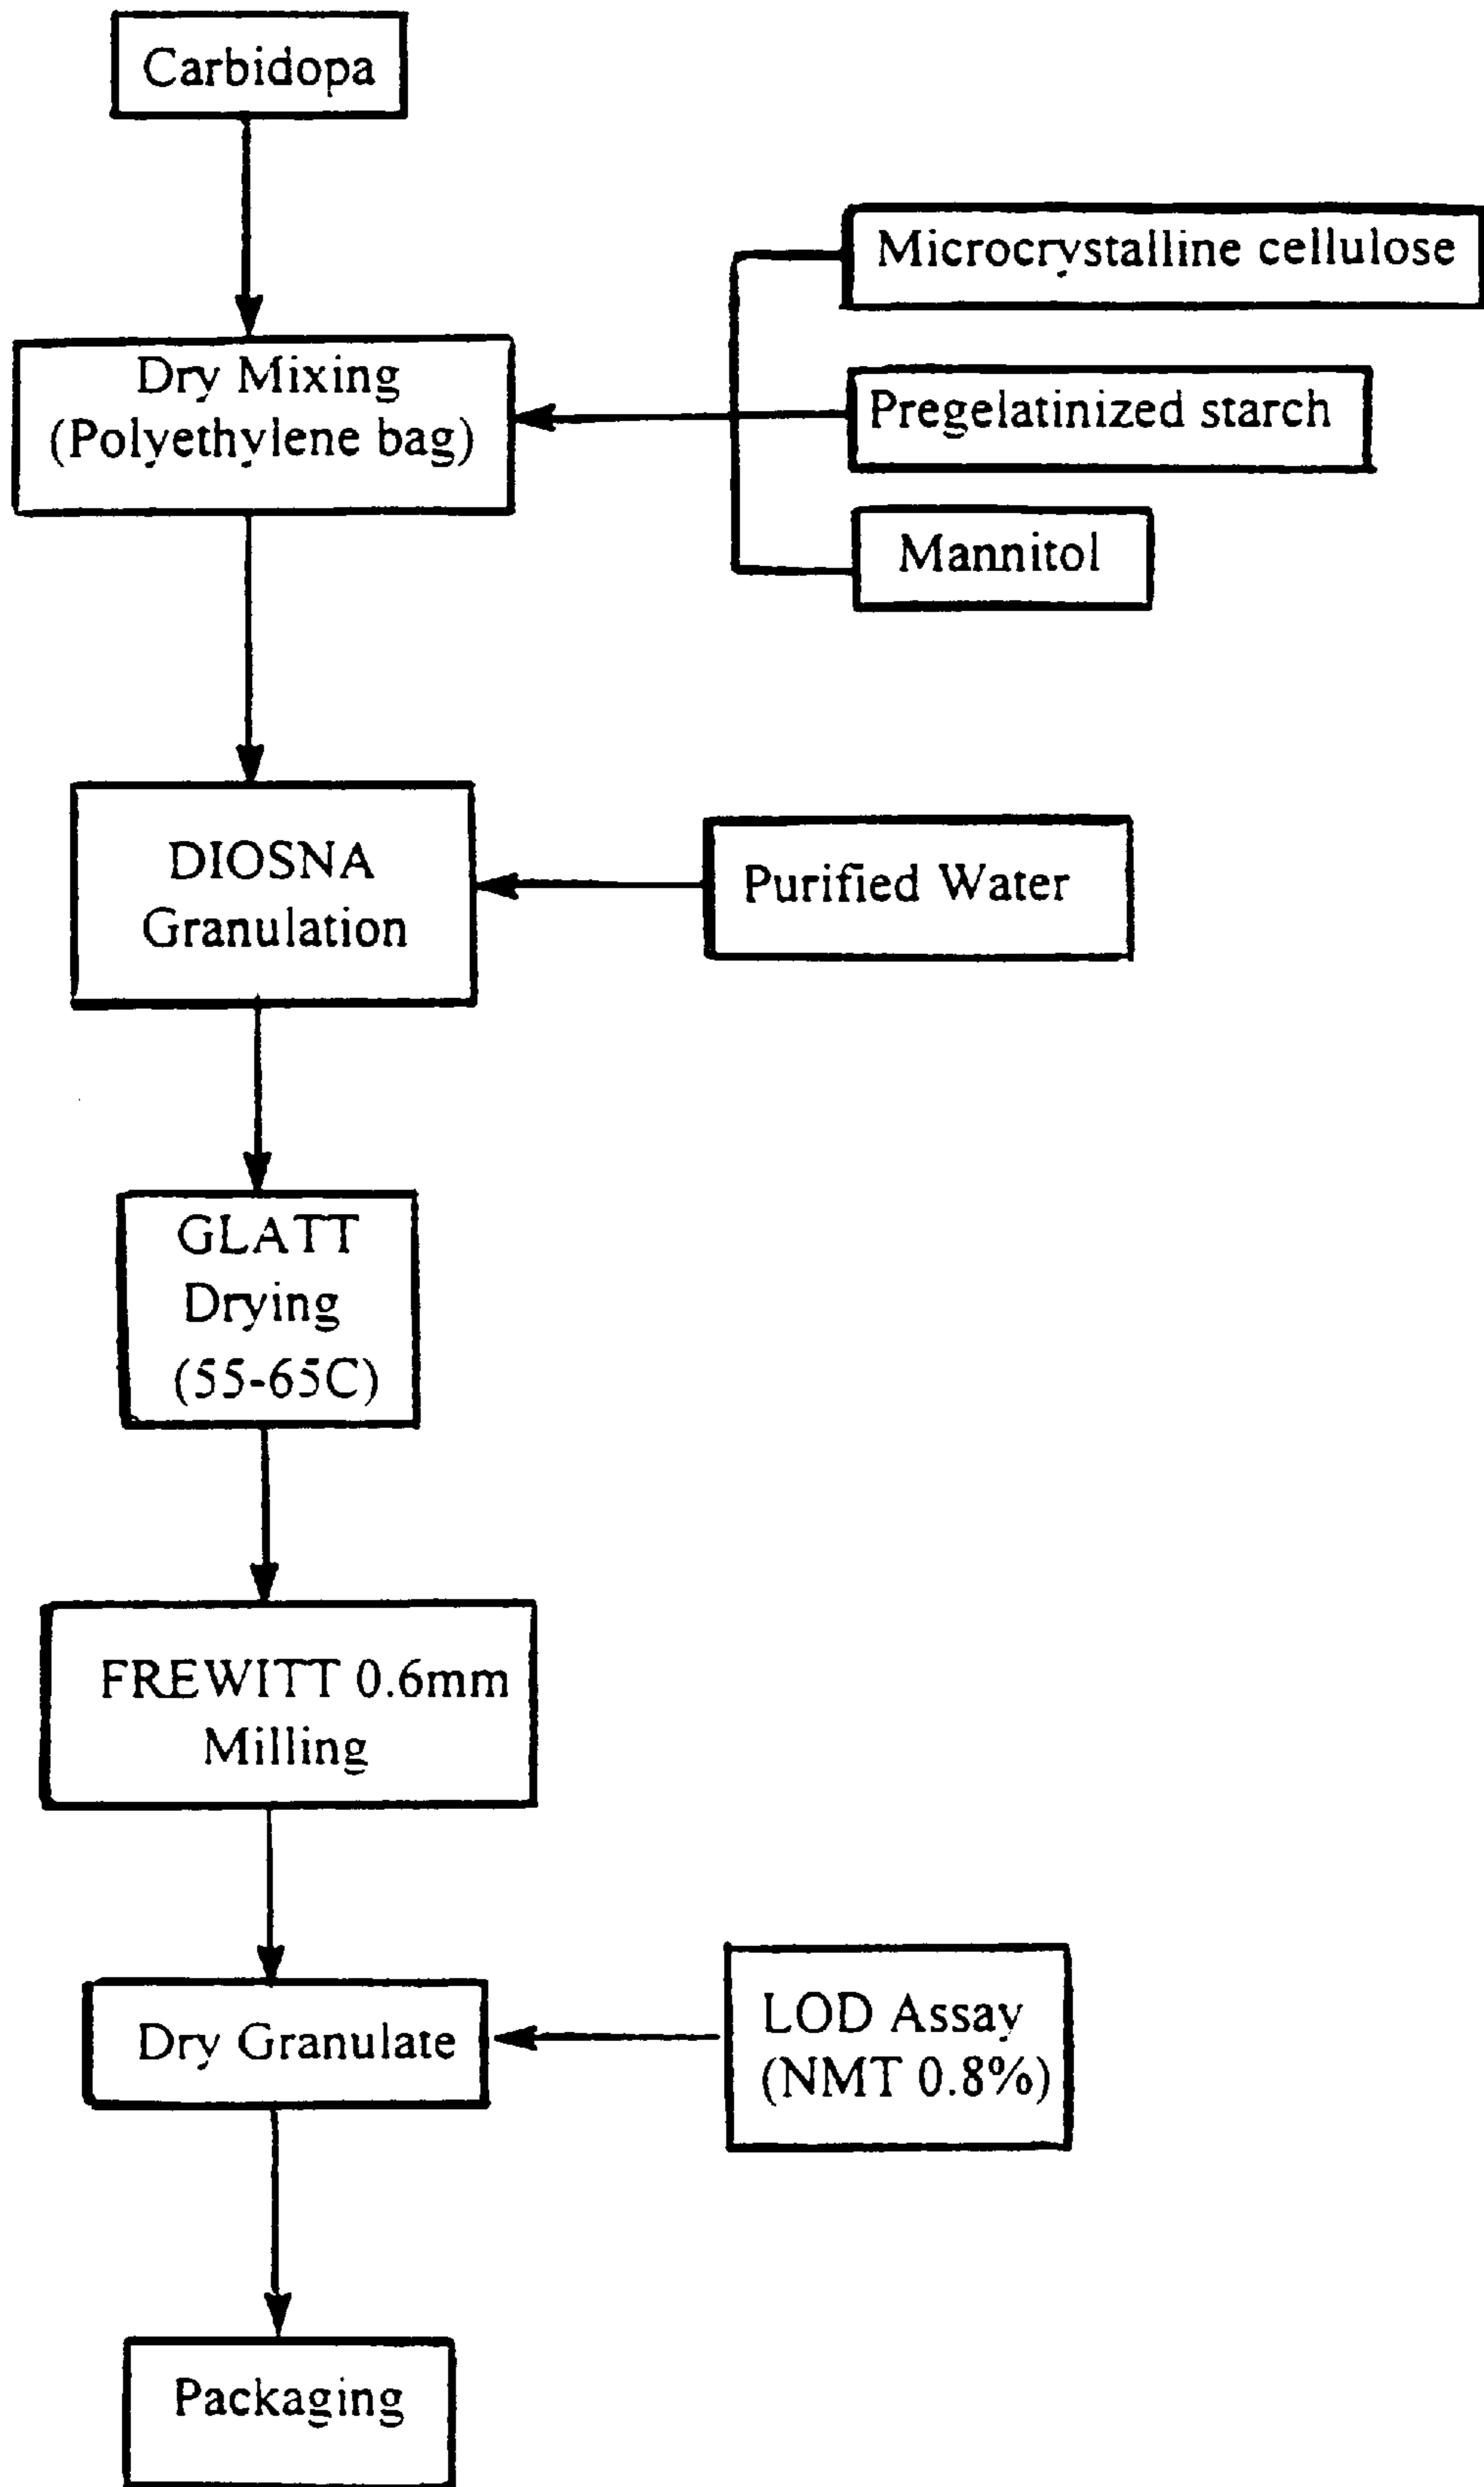 Carbidopa
Microcrystalline cellulose
Dry Mixing
(Polyethylene bag)
Pregelatinized starch
Mannitol
DIOSNA
Granulation
Purified Water
GLATT
Drying
(55-65C)
FREWITT 0.6mm
Milling
Dry Granulate
LOD Assay
(NMT 0.8%)
Packaging